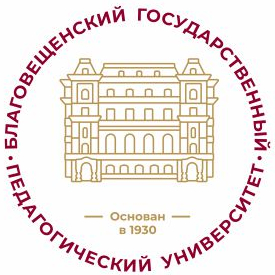 БЛАГОВЕЩЕНСКИЙ ГОСУДАРСТВЕННЫЙ
ПЕДАГОГИЧЕСКИЙ УНИВЕРСИТЕТ
Основан
в 1930